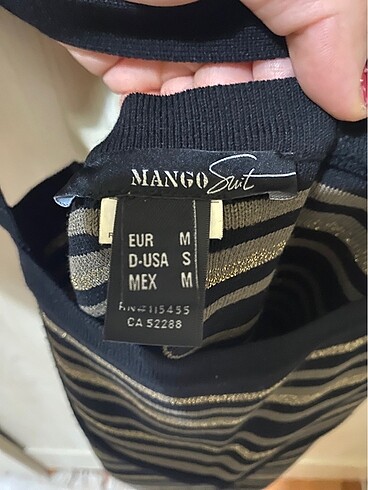 MANGO Suit
EUR M
D-USA S
MEX M
RN# 115455
CA 52288